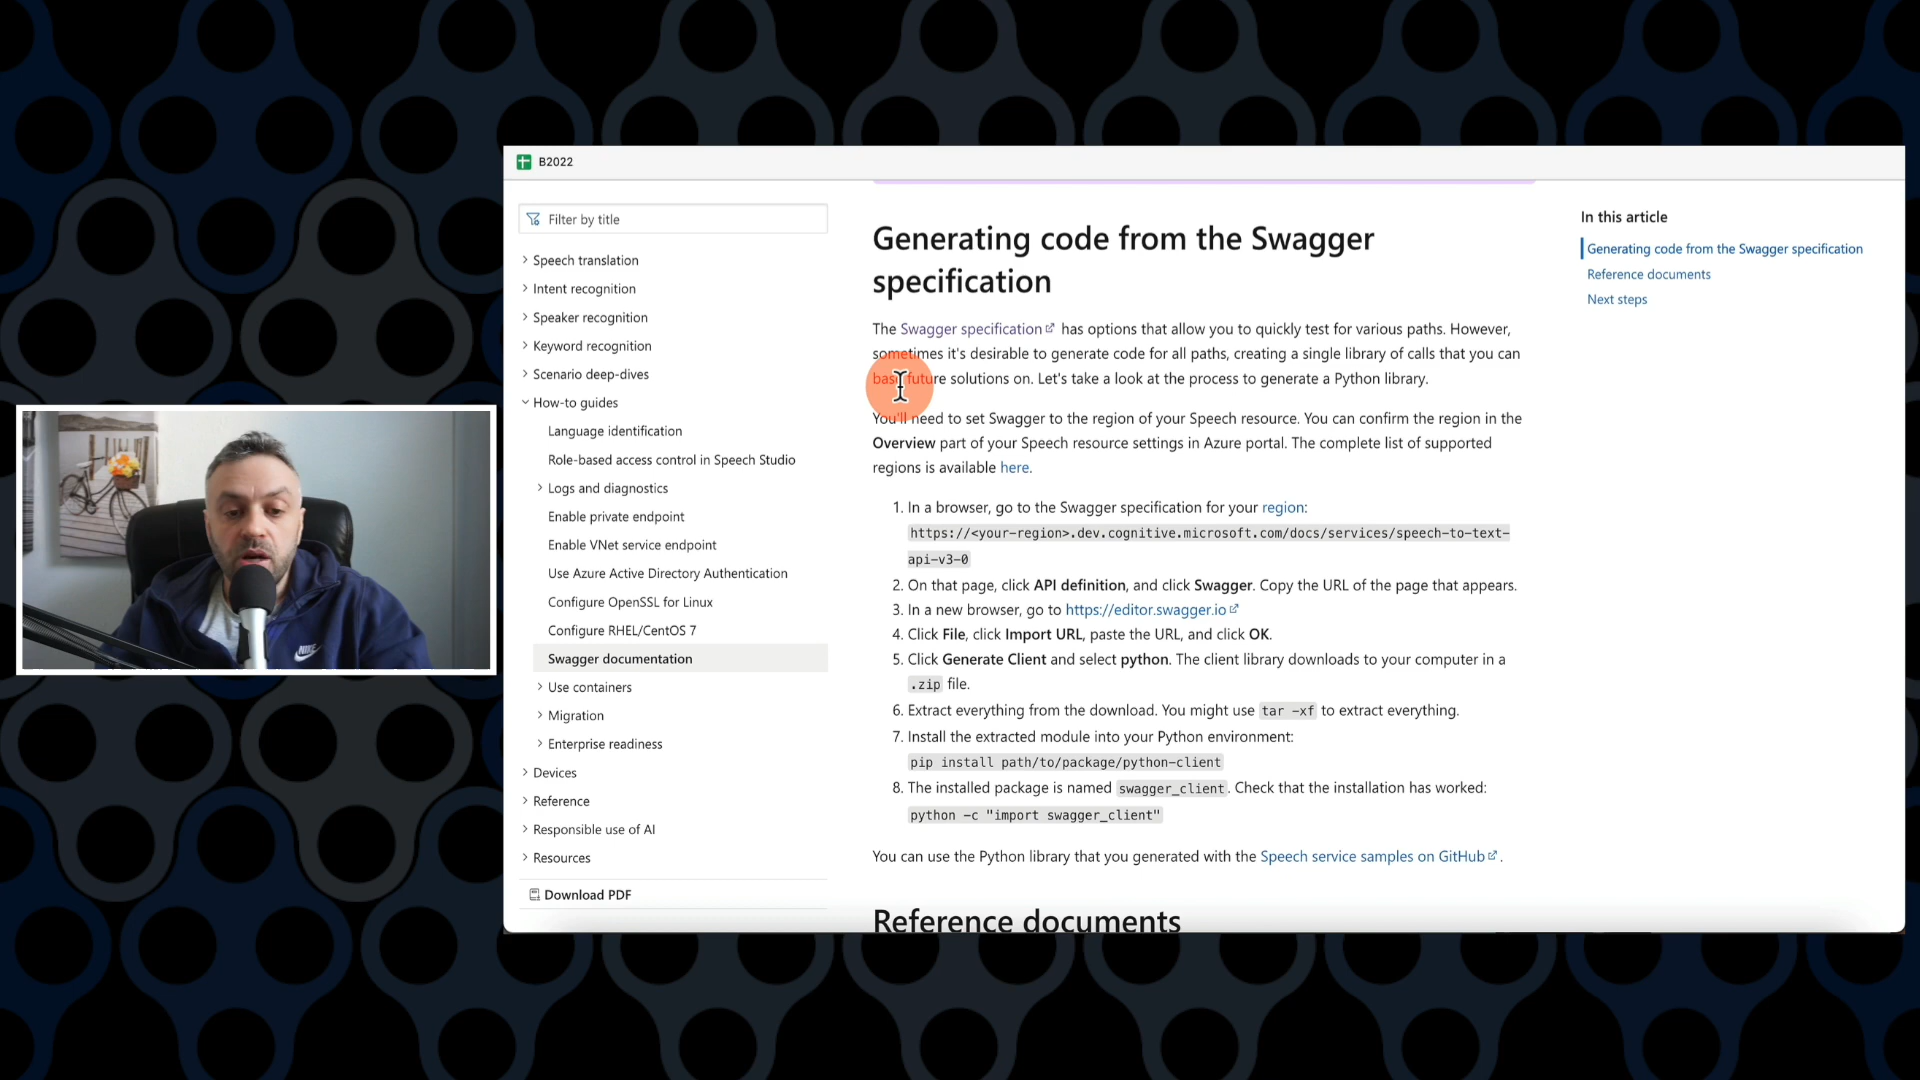 B2022
Filter by title
Speech translation
Intent recognition
Speaker recognition
Keyword recognition
Scenario deep-dives
How-to guides
Language identification
Role-based access control in Speech Studio
Logs and diagnostics
Enable private endpoint
Enable VNet service endpoint
Use Azure Active Directory Authentication
Configure OpenSSL for Linux
Configure RHEL/CentOS 7
Swagger documentation
Use containers
Migration
Enterprise readiness
Devices
Reference
Responsible use of AI
Resources
Download PDF
Generating code from the Swagger
specification
The Swagger specification has options that allow you to quickly test for various paths. However,
sometimes it's desirable to generate code for all paths, creating a single library of calls that you can
base future solutions on. Let's take a look at the process to generate a Python library.
You'll need to set Swagger to the region of your Speech resource. You can confirm the region in the
Overview part of your Speech resource settings in Azure portal. The complete list of supported
regions is available here.
1. In a browser, go to the Swagger specification for your region:
https://<your-region>.dev.cognitive.microsoft.com/docs/services/speech-to-text-
api-v3-0
2. On that page, click API definition, and click Swagger. Copy the URL of the page that appears.
3. In a new browser, go to https://editor.swagger.io
4. Click File, click Import URL, paste the URL, and click OK.
5. Click Generate Client and select python. The client library downloads to your computer in a
.zip file.
6. Extract everything from the download. You might use tar -xf to extract everything.
7. Install the extracted module into your Python environment:
pip install path/to/package/python-client
8. The installed package is named swagger_client. Check that the installation has worked:
python -c "import swagger_client"
You can use the Python library that you generated with the Speech service samples on GitHub.
Reference documents
In this article
Generating code from the Swagger specification
Reference documents
Next steps
NIKE